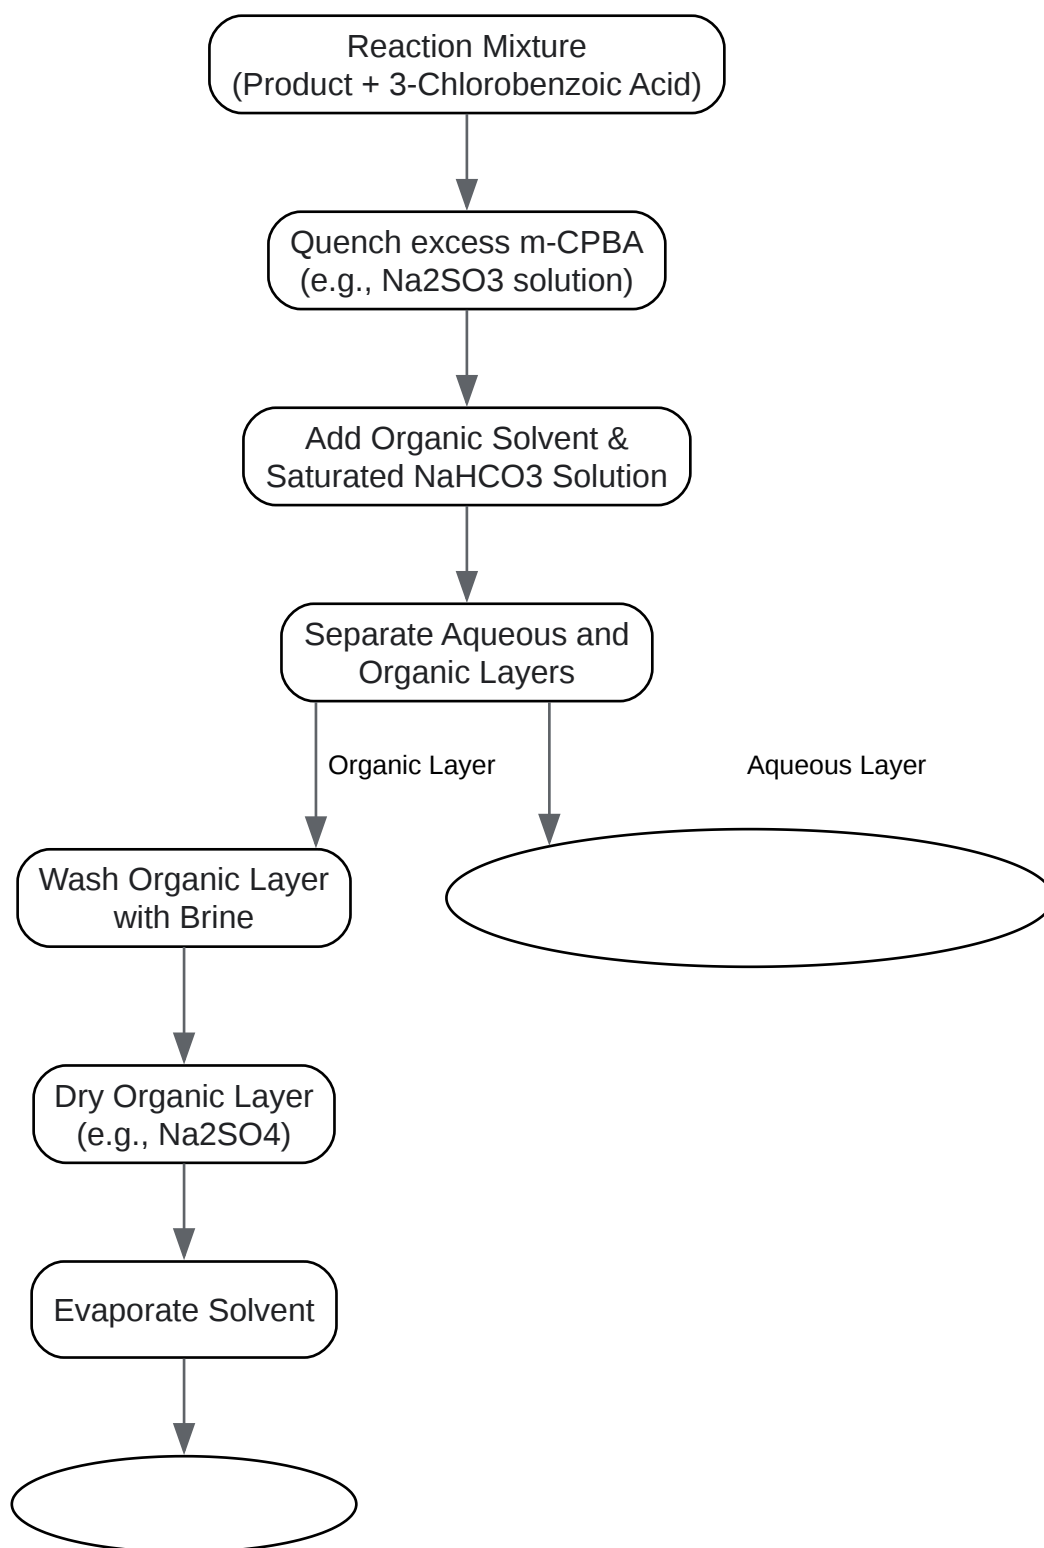 Reaction Mixture
(Product + 3-Chlorobenzoic Acid)
Quench excess m-CPBA
(e.g., Na2SO3 solution)
Add Organic Solvent &
Saturated NaHCO3 Solution
Separate Aqueous and
Organic Layers
Organic Layer
Aqueous Layer
Wash Organic Layer
with Brine
Dry Organic Layer
(e.g., Na2SO4)
Evaporate Solvent